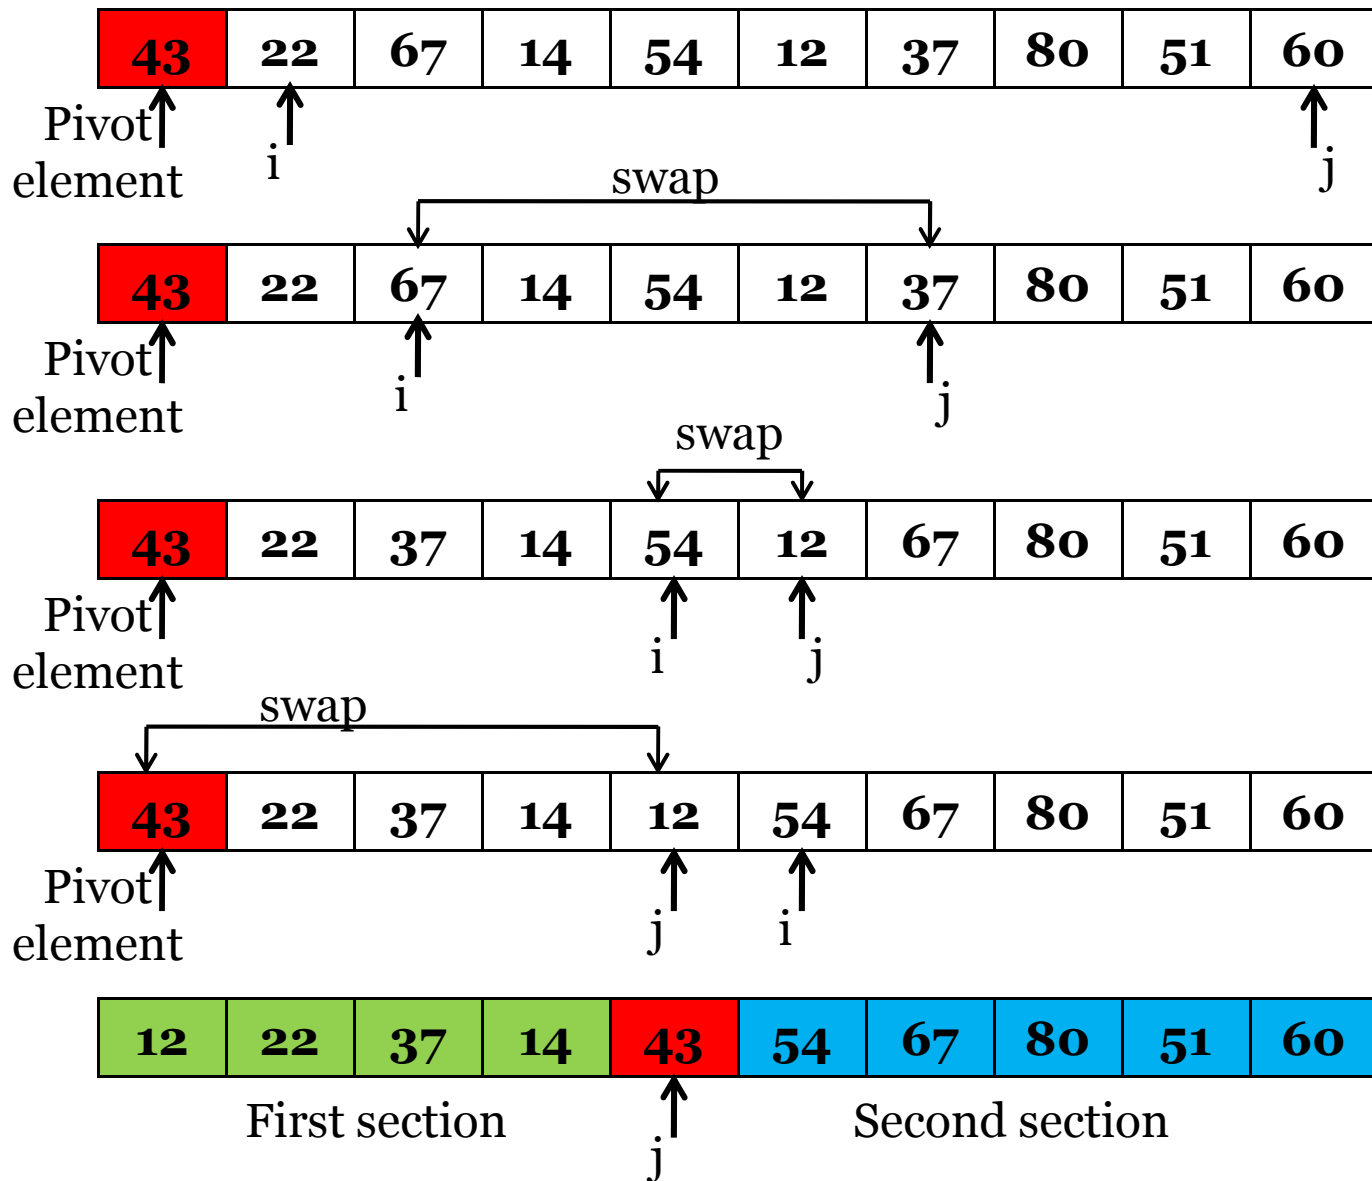 43 22 67 14 54 12 37 80 51 60
Pivot
element
i
j
swap
43 22 67 14 54 12 37 80 51 60
Pivot
element
i
j
swap
43 22 37 14 54 12 67 80 51 60
Pivot
element
i
j
swap
43 22 37 14 12 54 67 80 51 60
Pivot
element
j
i
12 22 37 14 43 54 67 80 51 60
First section
Second section
j